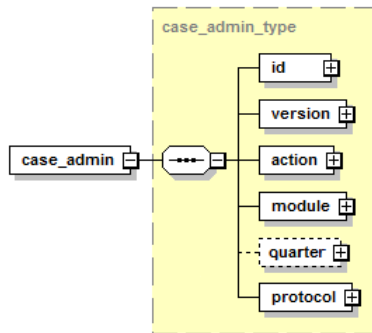 case_admin_type
id
version
case_admin
action
module
quarter
protocol